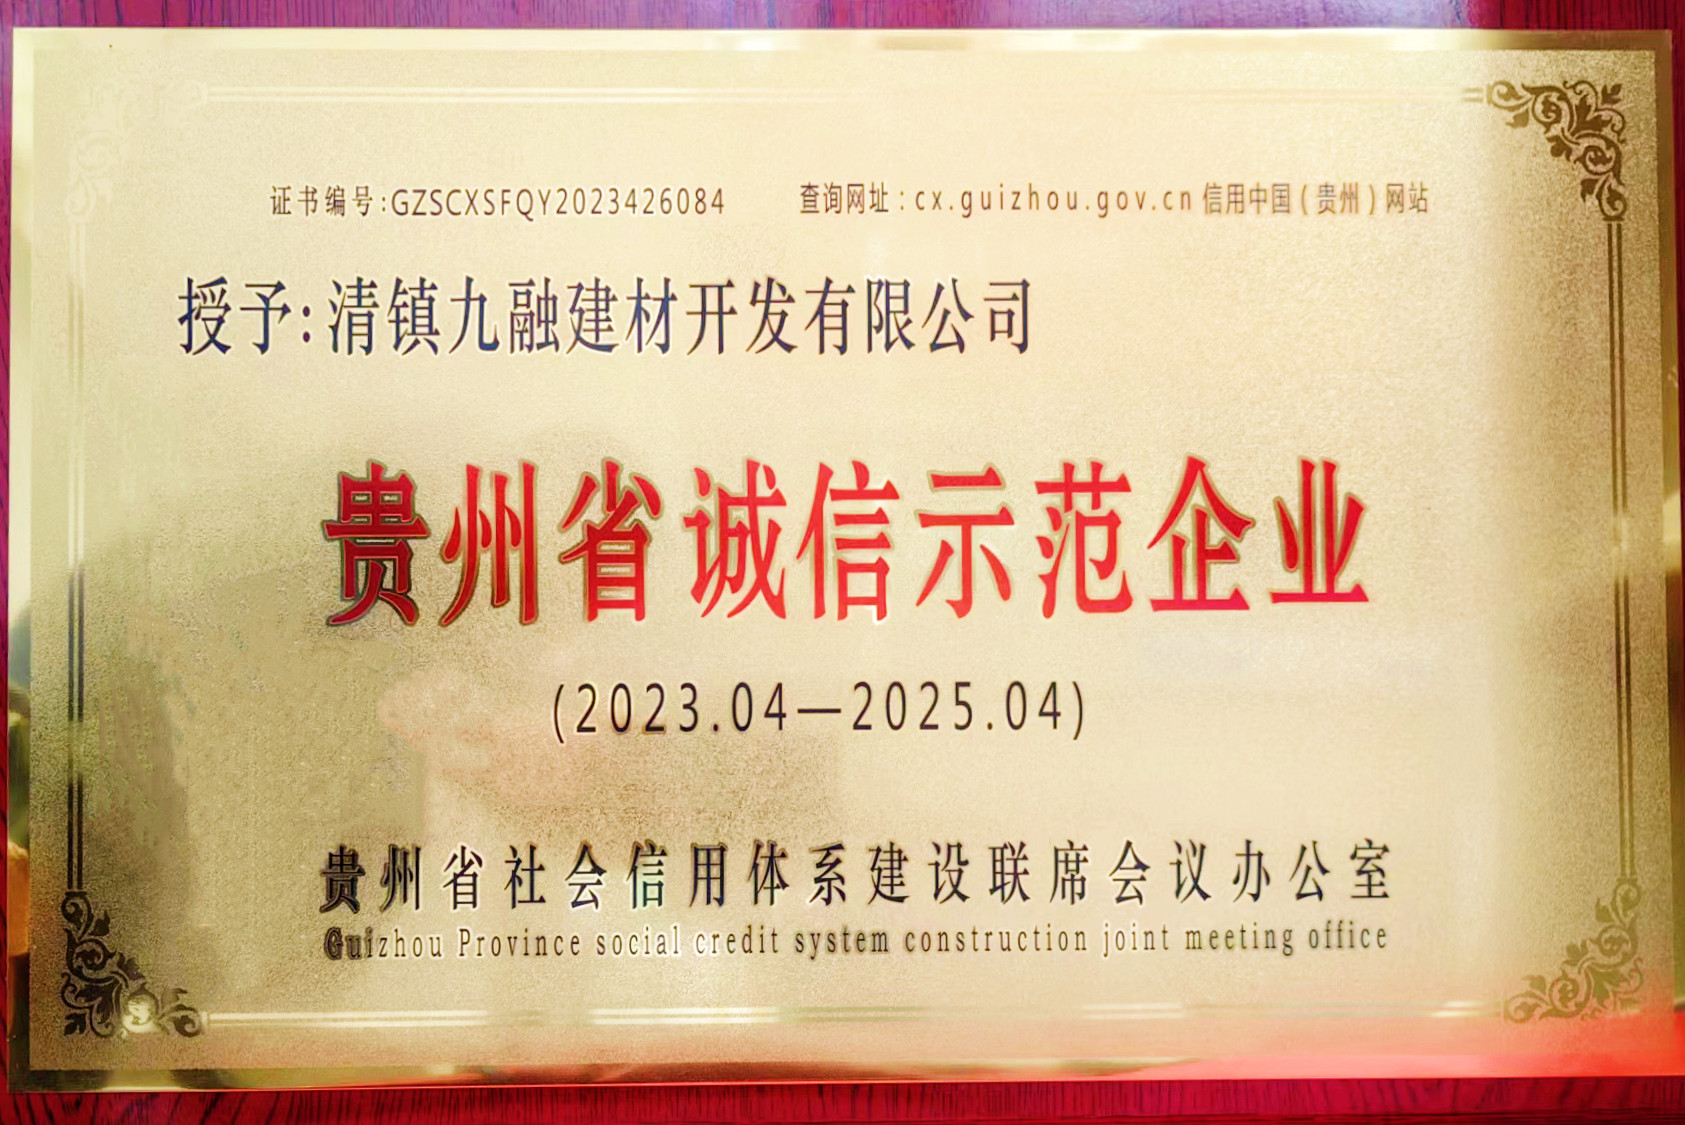 证书编号:GZSCXSFQY2023426084 查询网址:cx.guizhou.gov.cn信用中国(贵州)网站
授予:清镇九融建材开发有限公司
贵州省诚信示范企业
(2023.04—2025.04)
贵州省社会信用体系建设联席会议办公室
Guizhou Province social credit system construction joint meeting office